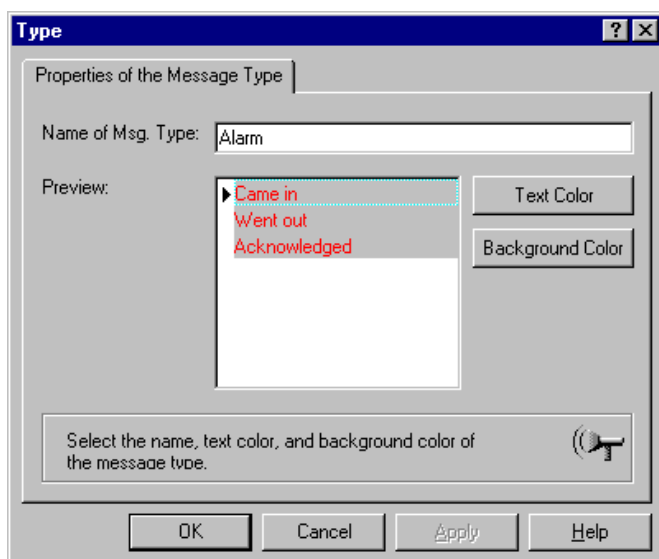 Type
Properties of the Message Type
Name of Msg. Type: Alarm
Preview:
Came in
Went out
Acknowledged
Text Color
Background Color
Select the name, text color, and background color of
the message type.
OK Cancel Apply Help